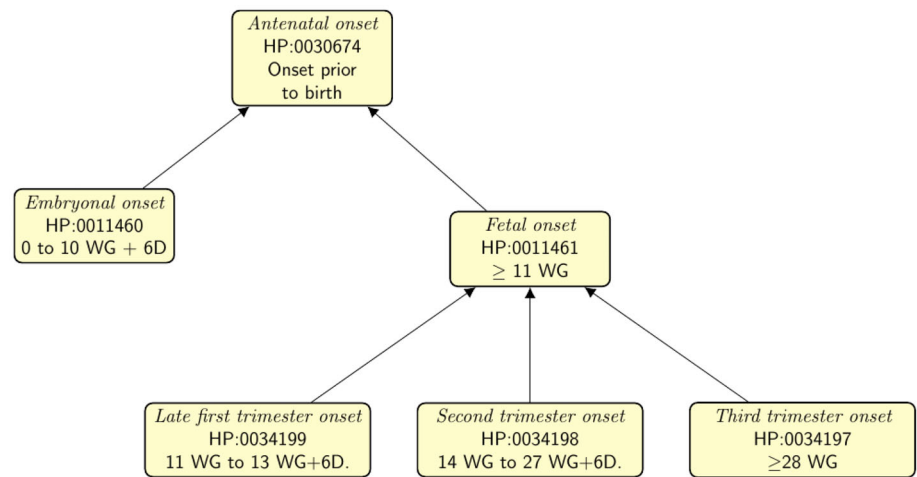 Antenatal onset
HP:0030674
Onset prior
to birth
Embryonal onset
HP:0011460
0 to 10 WG + 6D
Fetal onset
HP:0011461
≥ 11 WG
Late first trimester onset
HP:0034199
11 WG to 13 WG+6D.
Second trimester onset
HP:0034198
14 WG to 27 WG+6D.
Third trimester onset
HP:0034197
≥28 WG